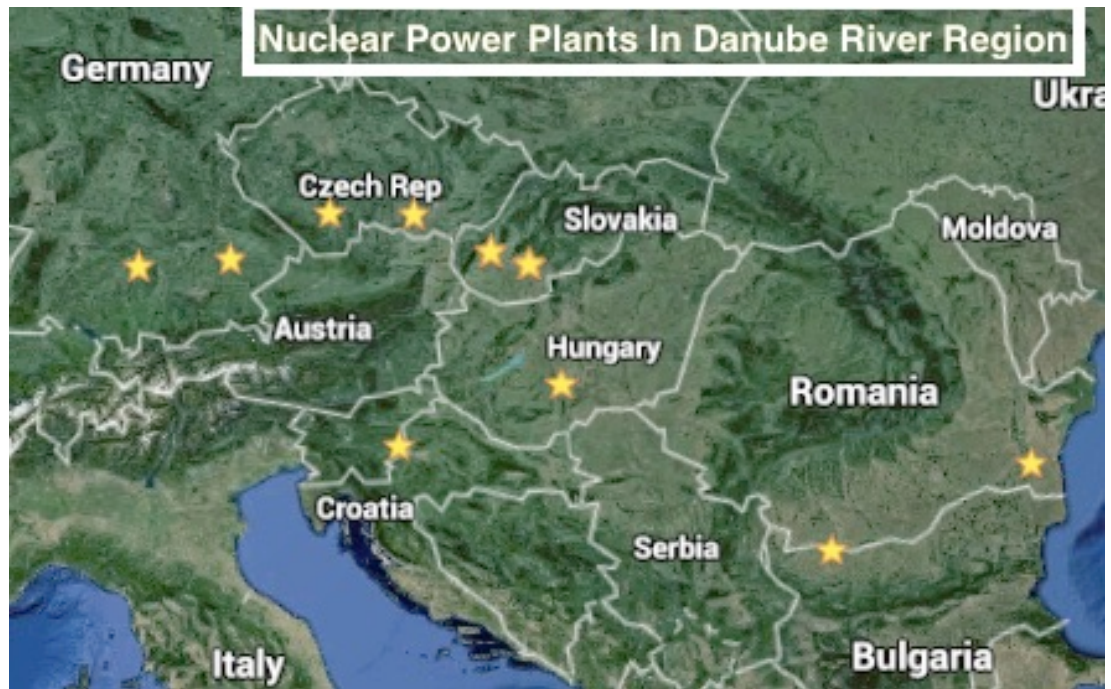 Nuclear Power Plants In Danube River Region
Germany
Ukra
Czech Rep
Slovakia
Moldova
Austria
Hungary
Romania
Croatia
Serbia
Italy
Bulgaria